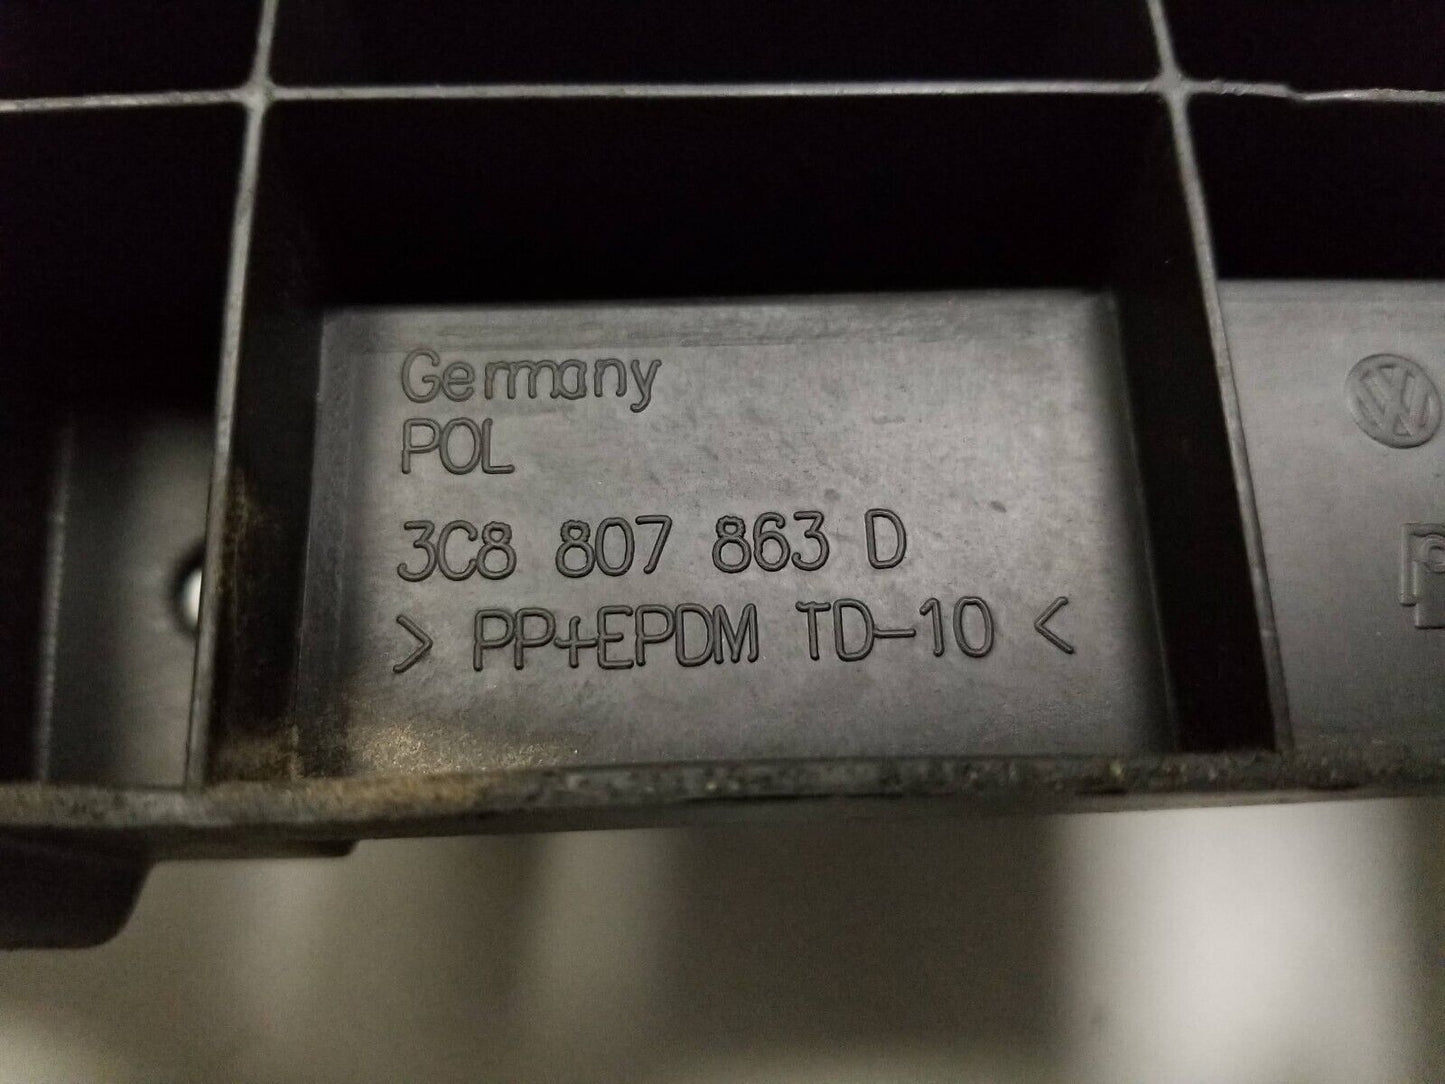 Germany
POL
3C8 807 863 D
> PP+EPDM TD-10 <